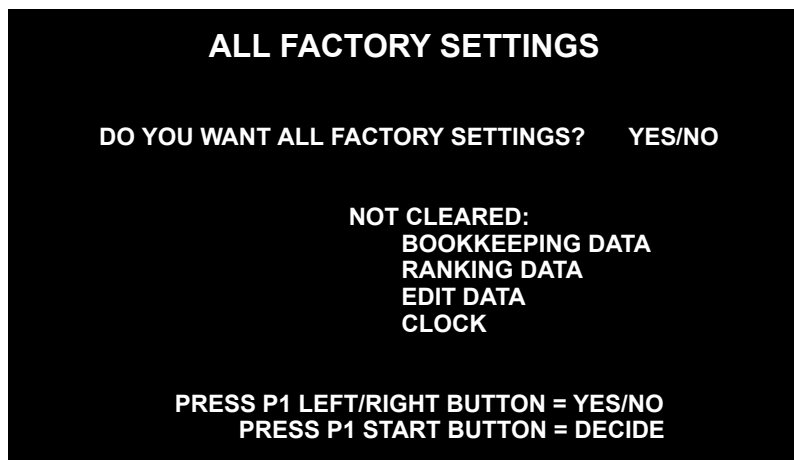 ALL FACTORY SETTINGS
DO YOU WANT ALL FACTORY SETTINGS? YES/NO
NOT CLEARED:
BOOKKEEPING DATA
RANKING DATA
EDIT DATA
CLOCK
PRESS P1 LEFT/RIGHT BUTTON = YES/NO
PRESS P1 START BUTTON = DECIDE